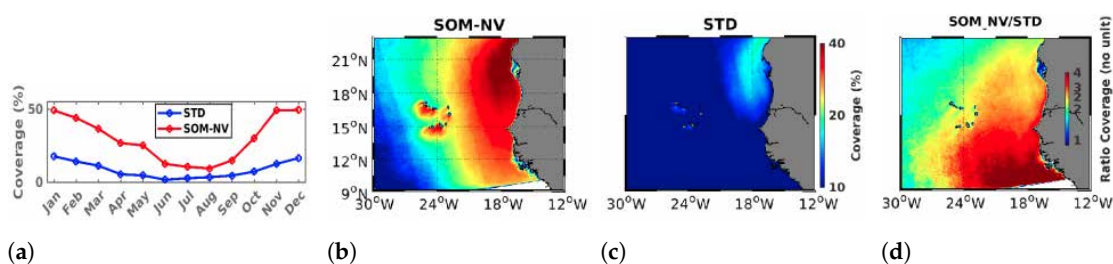 SOM-NV
STD
SOM_NV/STD
Coverage (%)
50
0
STD
SOM-NV
Jan
Feb
Mar
Apr
May
Jun
Jul
Aug
Sep
Oct
Nov
Dec
21°N
18°N
15°N
12°N
9°N
30°W
24°W
18°W
12°W
30°W
24°W
18°W
12°W
40
20
10
Coverage (%)
30°W
24°W
18°W
12°W
4
3
2
1
Ratio Coverage (no unit)
(a)
(b)
(c)
(d)